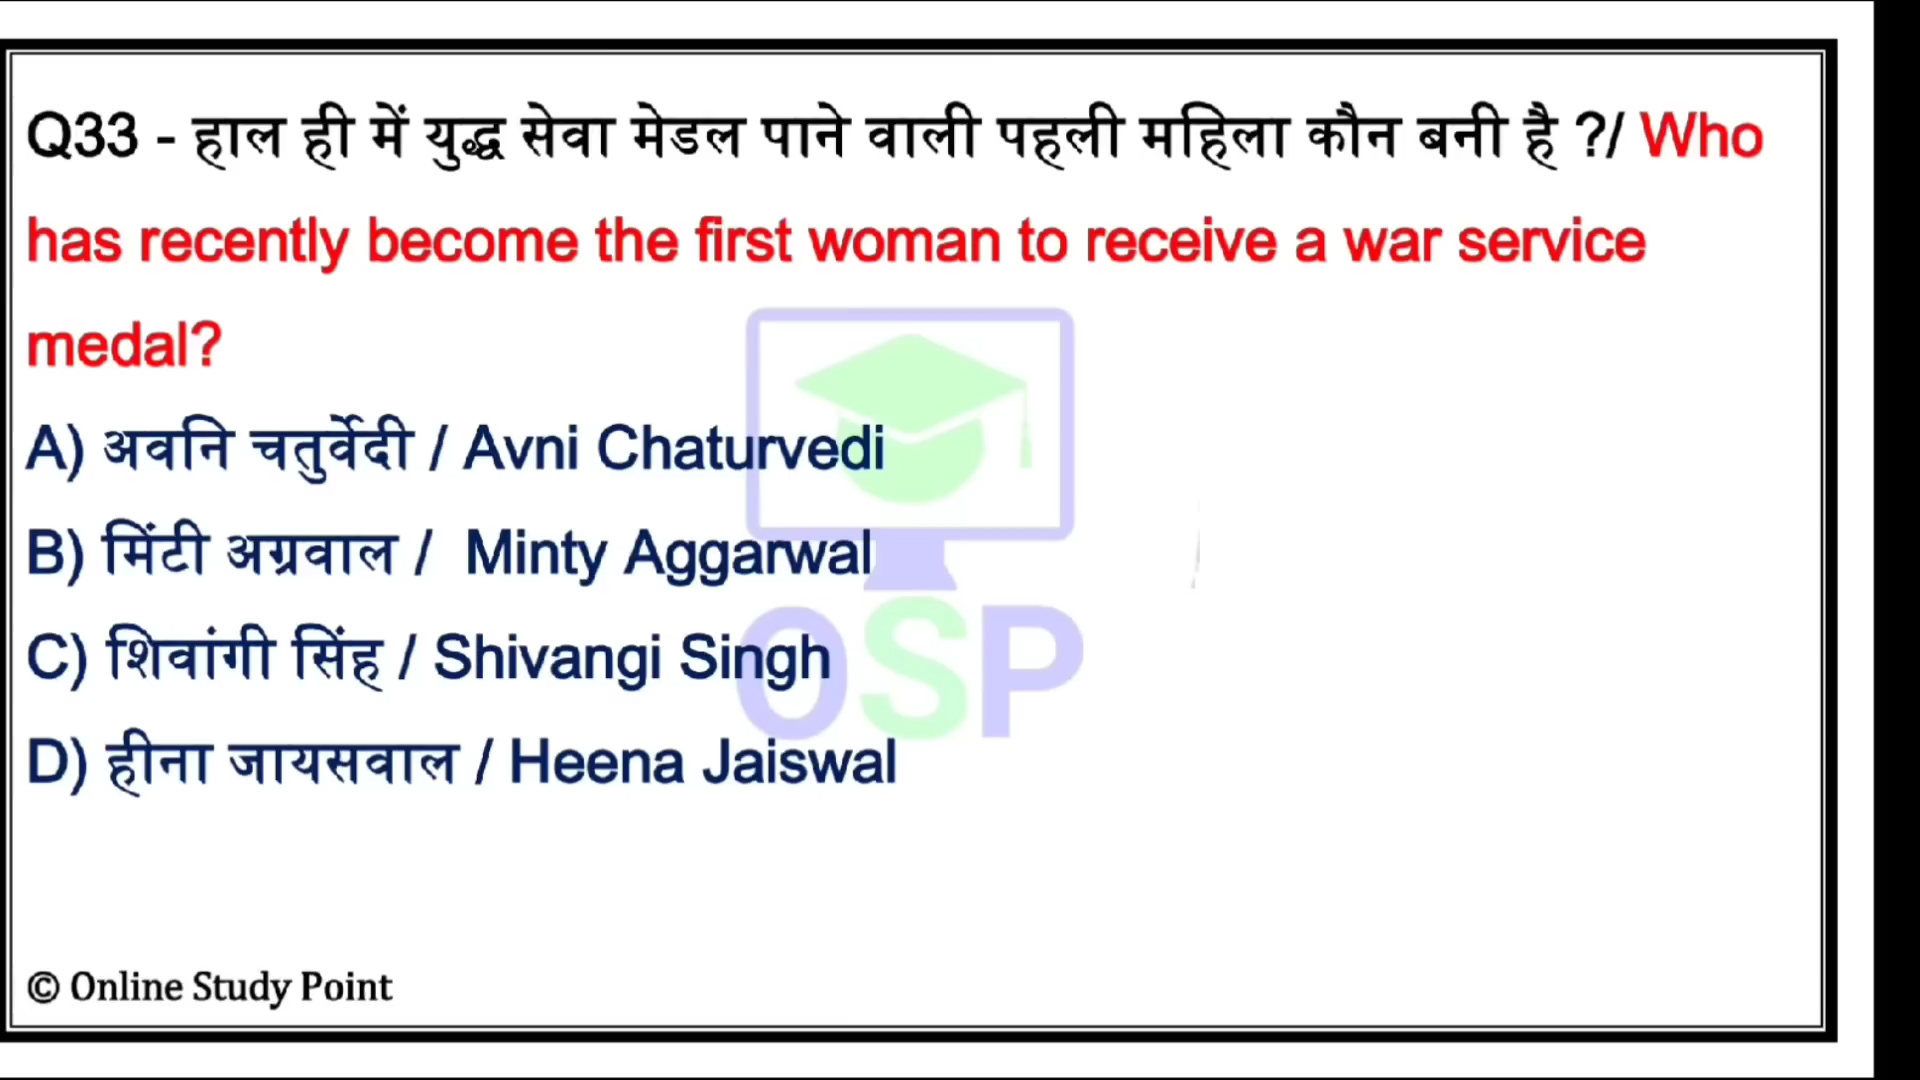 Q33 - हाल ही में युद्ध सेवा मेडल पाने वाली पहली महिला कौन बनी है ?/ Who
has recently become the first woman to receive a war service
medal?
A) अवनि चतुर्वेदी / Avni Chaturvedi
B) मिंटी अग्रवाल / Minty Aggarwal
C) शिवांगी सिंह / Shivangi Singh
D) हीना जायसवाल / Heena Jaiswal
OSP
© Online Study Point